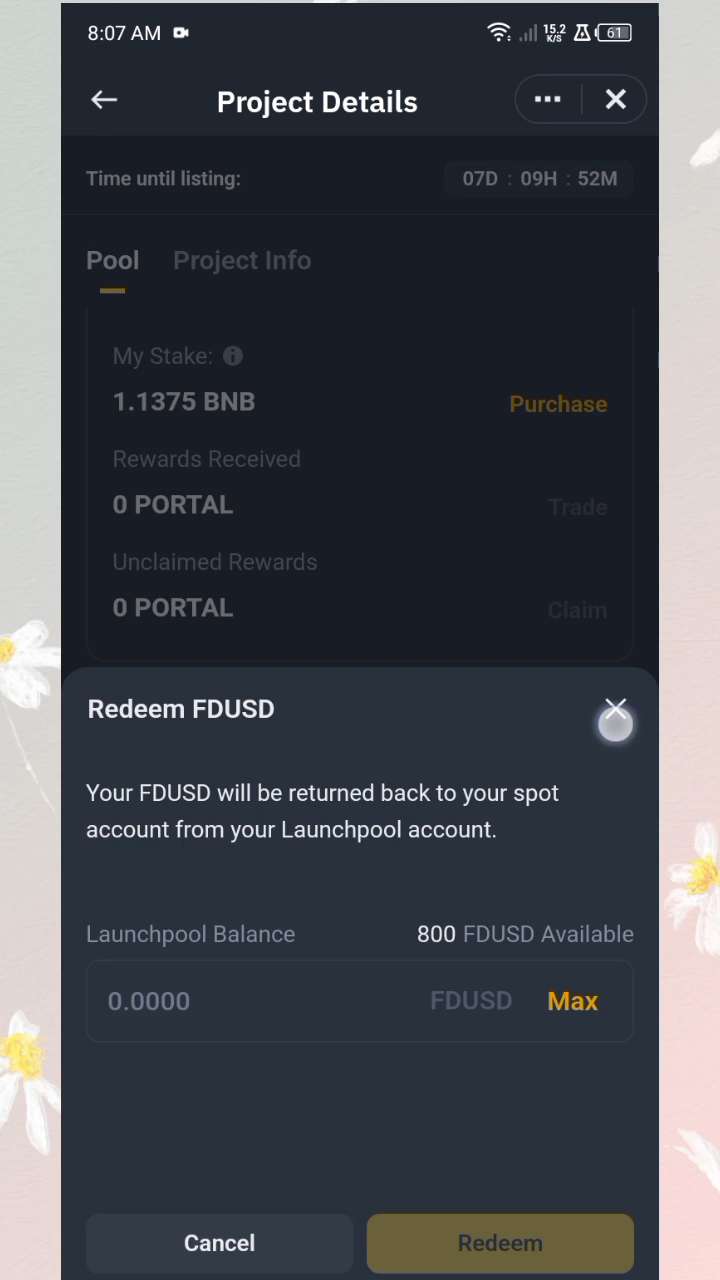 8:07 AM 15.2 K/S 61
Project Details
Time until listing: 07D : 09H : 52M
Pool Project Info
My Stake:
1.1375 BNB Purchase
Rewards Received
0 PORTAL Trade
Unclaimed Rewards
0 PORTAL Claim
Redeem FDUSD
Your FDUSD will be returned back to your spot
account from your Launchpool account.
Launchpool Balance 800 FDUSD Available
0.0000 FDUSD Max
Cancel Redeem